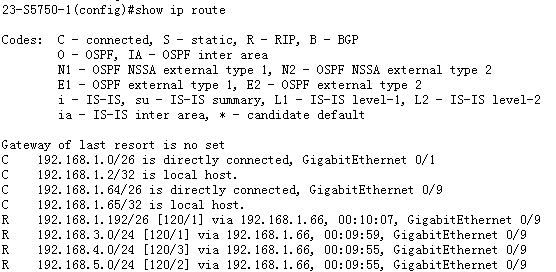 23-S5750-1(config)#show ip route
Codes:  C - connected, S - static, R - RIP, B - BGP
O - OSPF, IA - OSPF inter area
N1 - OSPF NSSA external type 1, N2 - OSPF NSSA external type 2
E1 - OSPF external type 1, E2 - OSPF external type 2
i - IS-IS, su - IS-IS summary, L1 - IS-IS level-1, L2 - IS-IS level-2
ia - IS-IS inter area, * - candidate default
Gateway of last resort is no set
C    192.168.1.0/26 is directly connected, GigabitEthernet 0/1
C    192.168.1.2/32 is local host.
C    192.168.1.64/26 is directly connected, GigabitEthernet 0/9
C    192.168.1.65/32 is local host.
R    192.168.1.192/26 [120/1] via 192.168.1.66, 00:10:07, GigabitEthernet 0/9
R    192.168.3.0/24 [120/1] via 192.168.1.66, 00:09:59, GigabitEthernet 0/9
R    192.168.4.0/24 [120/3] via 192.168.1.66, 00:09:55, GigabitEthernet 0/9
R    192.168.5.0/24 [120/2] via 192.168.1.66, 00:09:55, GigabitEthernet 0/9